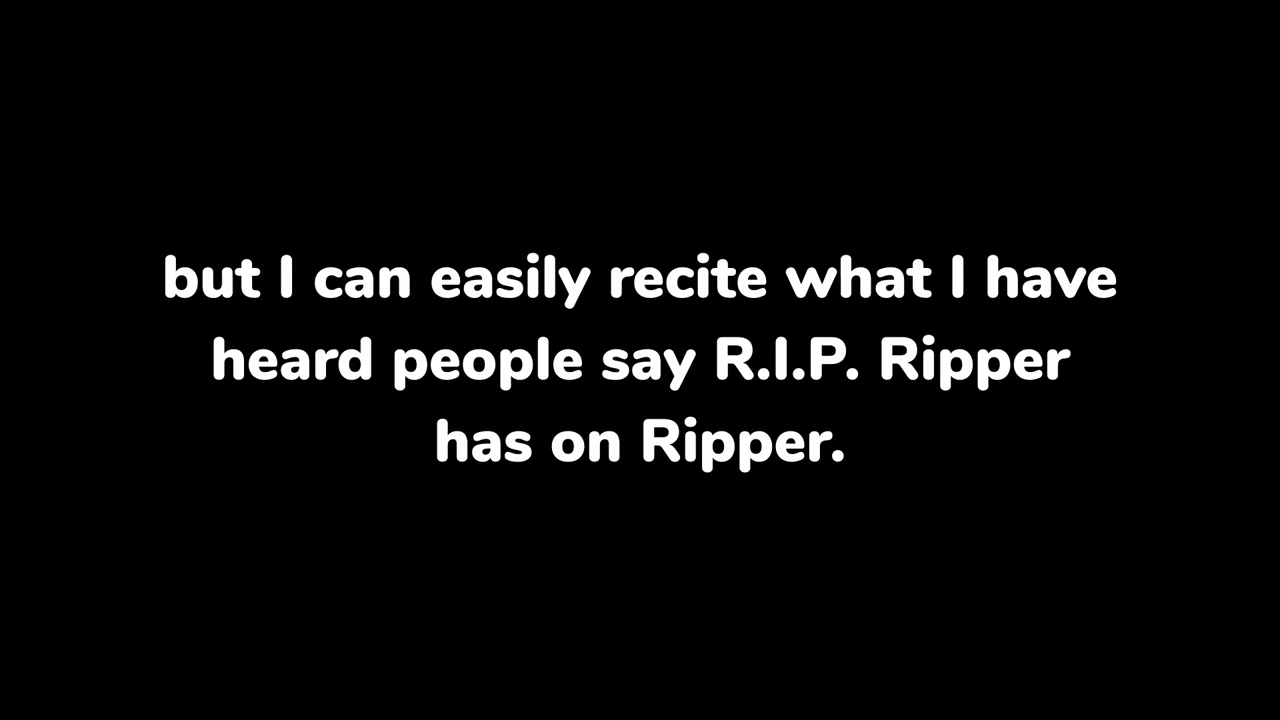 but I can easily recite what I have
heard people say R.I.P. Ripper
has on Ripper.